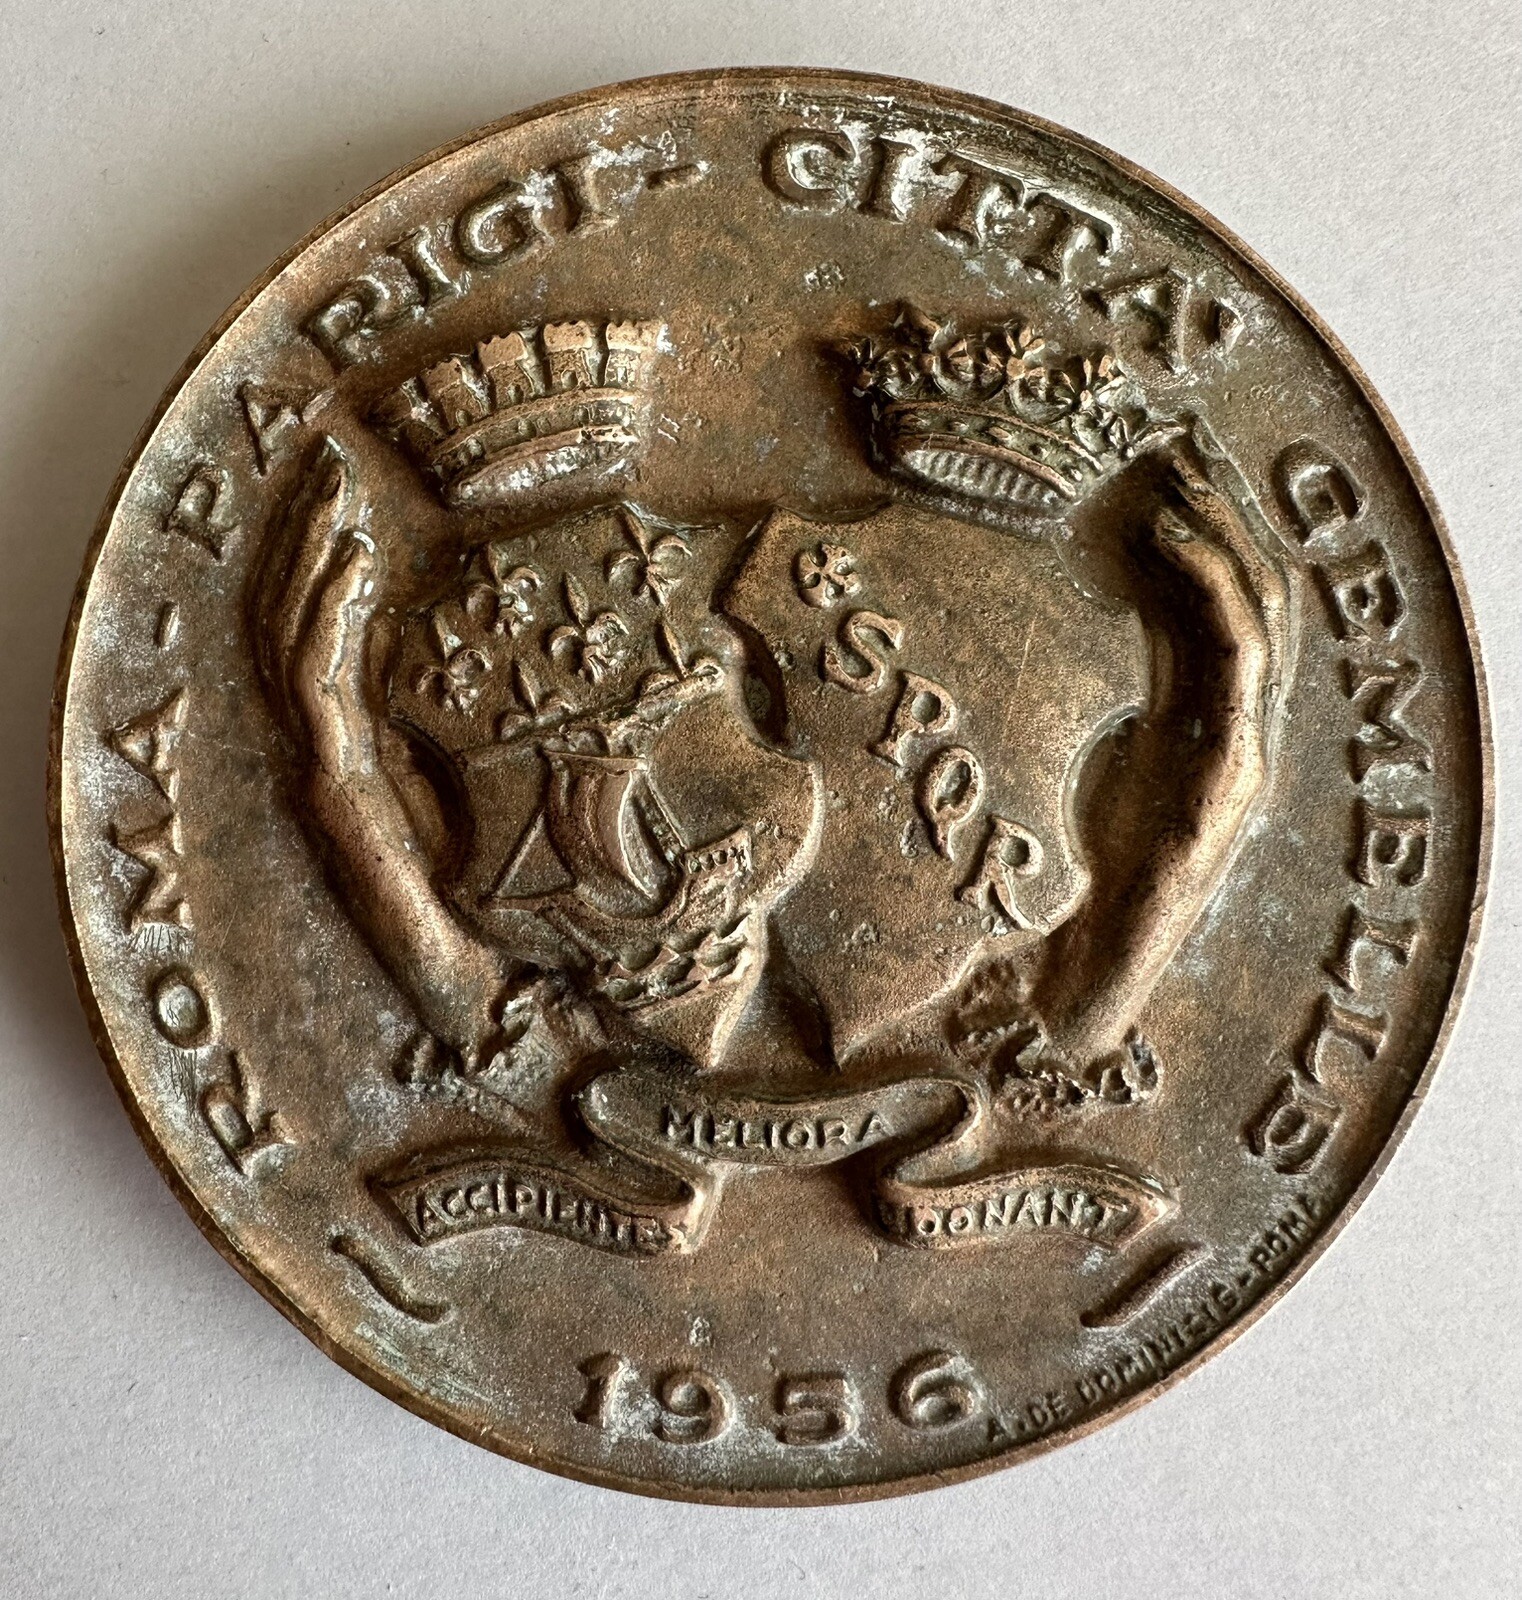 ROMA - PARIGI - CITTA' GEMELLE
SPQR
MELIORA
ACCIPIENTES
DONANT
1956
A. DE DOMINICIS - ROMA